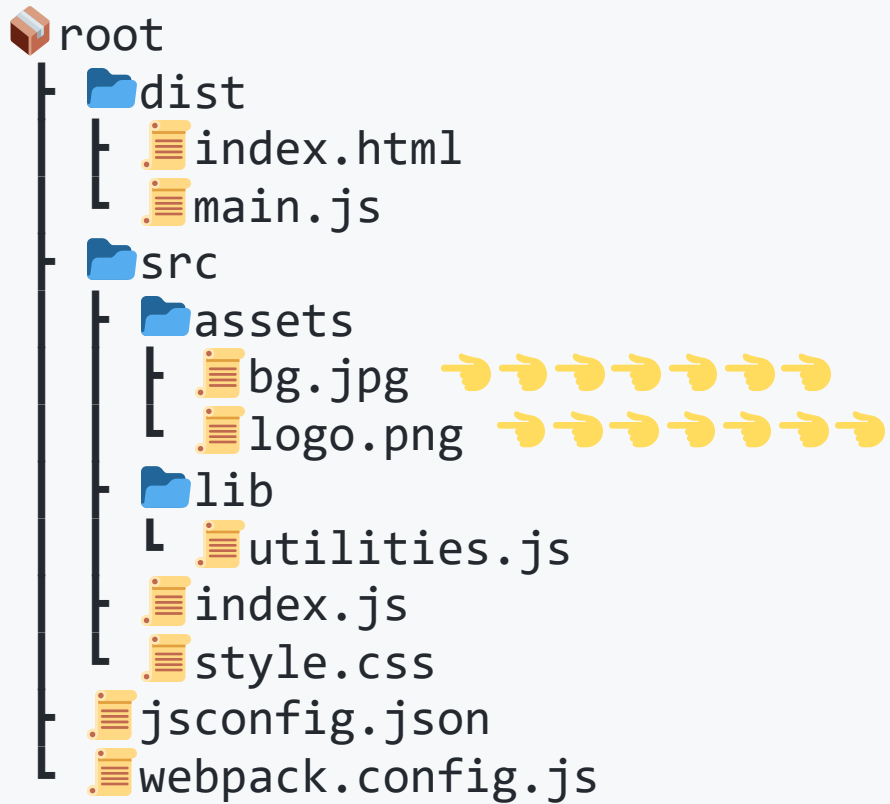 root
dist
index.html
main.js
src
assets
bg.jpg
logo.png
lib
utilities.js
index.js
style.css
jsconfig.json
webpack.config.js